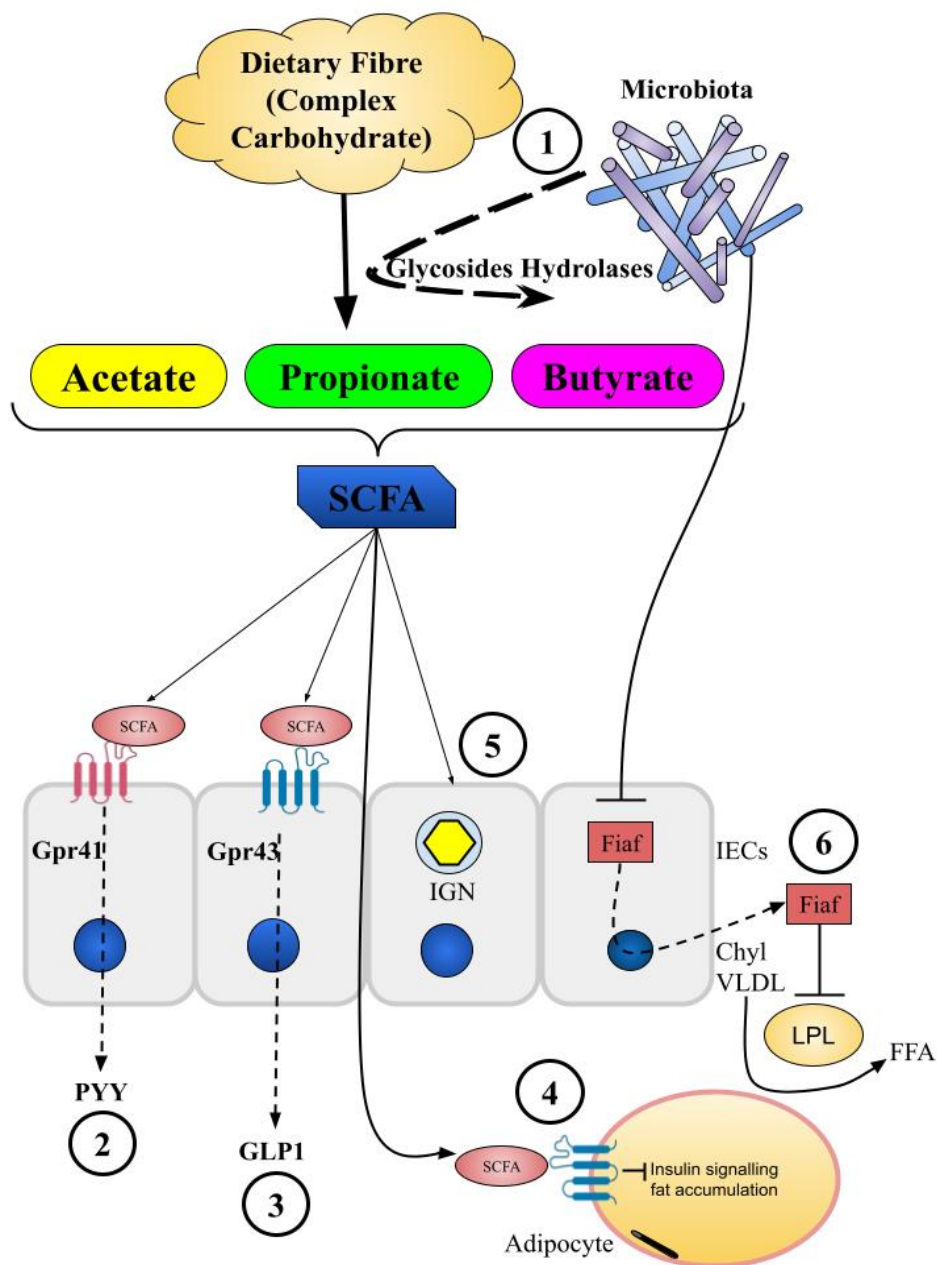 Dietary Fibre
(Complex
Carbohydrate)
Microbiota
1
Glycosides Hydrolases
Acetate
Propionate
Butyrate
SCFA
SCFA
SCFA
5
Gpr41
Gpr43
IGN
Fiaf
IECs
6
Fiaf
Chyl
VLDL
LPL
FFA
PYY
2
GLP1
3
4
SCFA
Insulin signalling
fat accumulation
Adipocyte